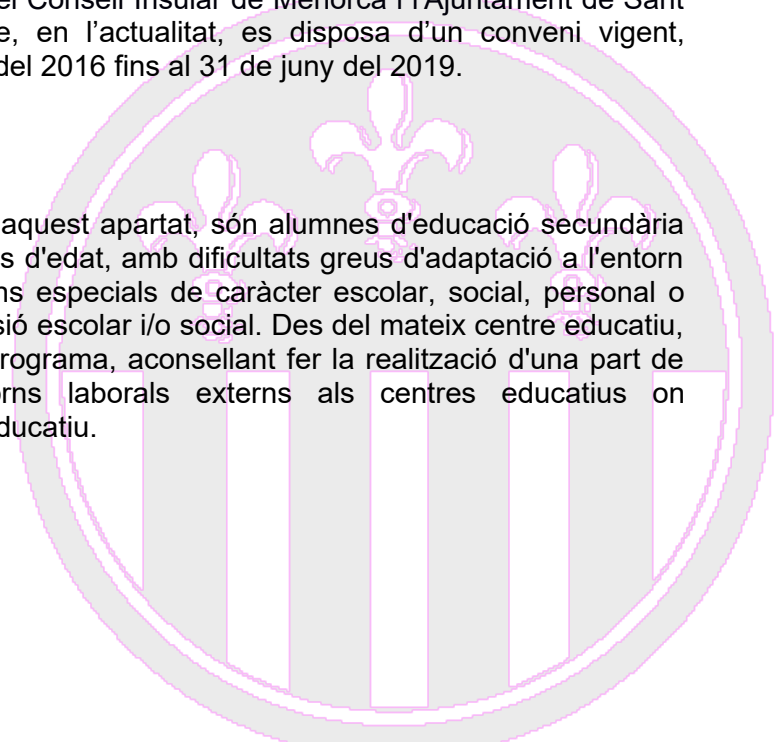 el Consell Insular de Menorca i l'Ajuntament de Sant
e, en l'actualitat, es disposa d'un conveni vigent,
del 2016 fins al 31 de juny del 2019.
aquest apartat, són alumnes d'educació secundària
s d'edat, amb dificultats greus d'adaptació a l'entorn
ns especials de caràcter escolar, social, personal o
sió escolar i/o social. Des del mateix centre educatiu,
rograma, aconsellant fer la realització d'una part de
orns laborals externs als centres educatius on
ducatiu.